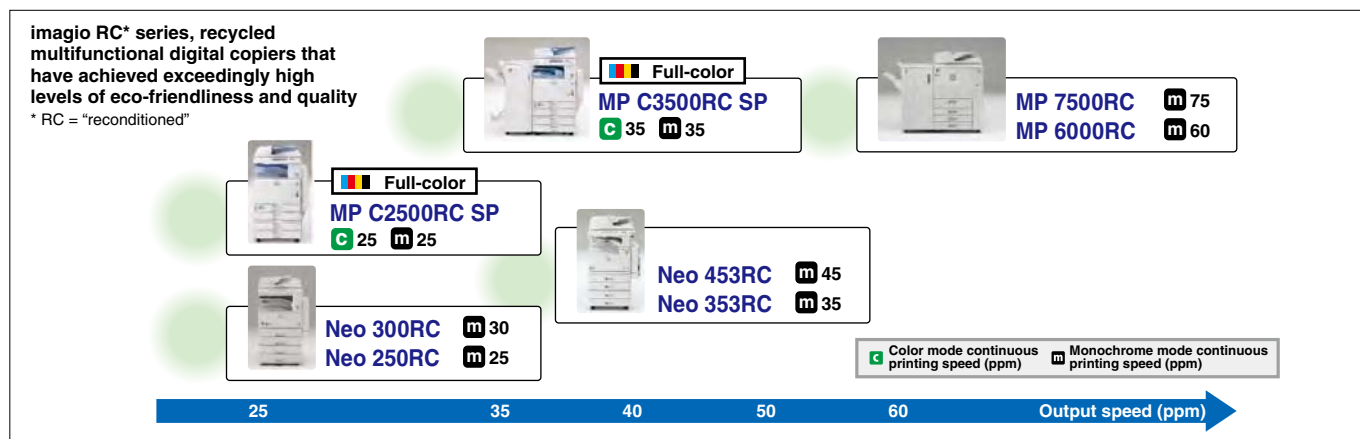 imagio RC* series, recycled
multifunctional digital copiers that
have achieved exceedingly high
levels of eco-friendliness and quality
* RC = “reconditioned”
Full-color
MP C3500RC SP
c 35 m 35
MP 7500RC m 75
MP 6000RC m 60
Full-color
MP C2500RC SP
c 25 m 25
Neo 453RC m 45
Neo 353RC m 35
Neo 300RC m 30
Neo 250RC m 25
c Color mode continuous
printing speed (ppm)
m Monochrome mode continuous
printing speed (ppm)
25 35 40 50 60 Output speed (ppm)